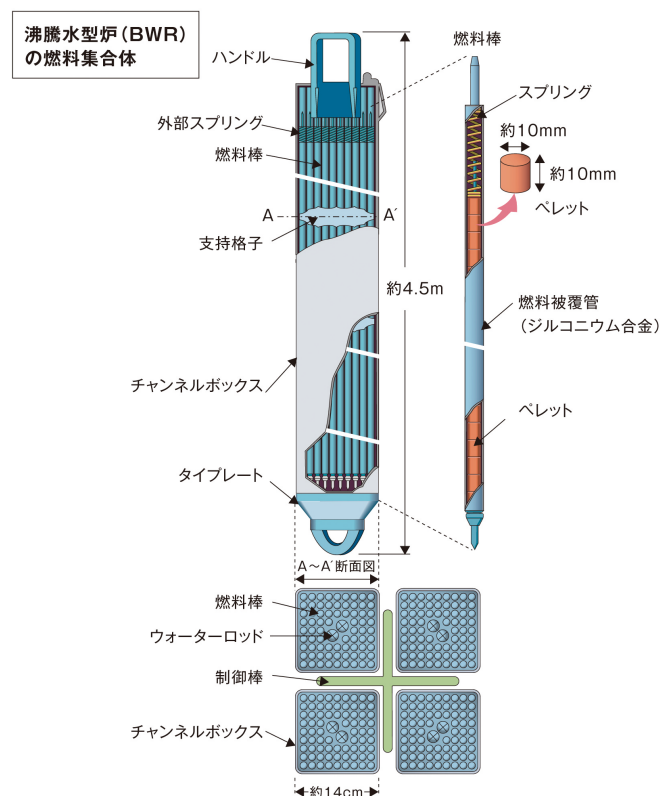 沸騰水型炉（BWR）
の燃料集合体
ハンドル
外部スプリング
燃料棒
A
A´
支持格子
約4.5m
チャンネルボックス
タイプレート
燃料棒
スプリング
約10mm
約10mm
ペレット
燃料被覆管
（ジルコニウム合金）
ペレット
A～A´断面図
燃料棒
ウォーターロッド
制御棒
チャンネルボックス
約14cm